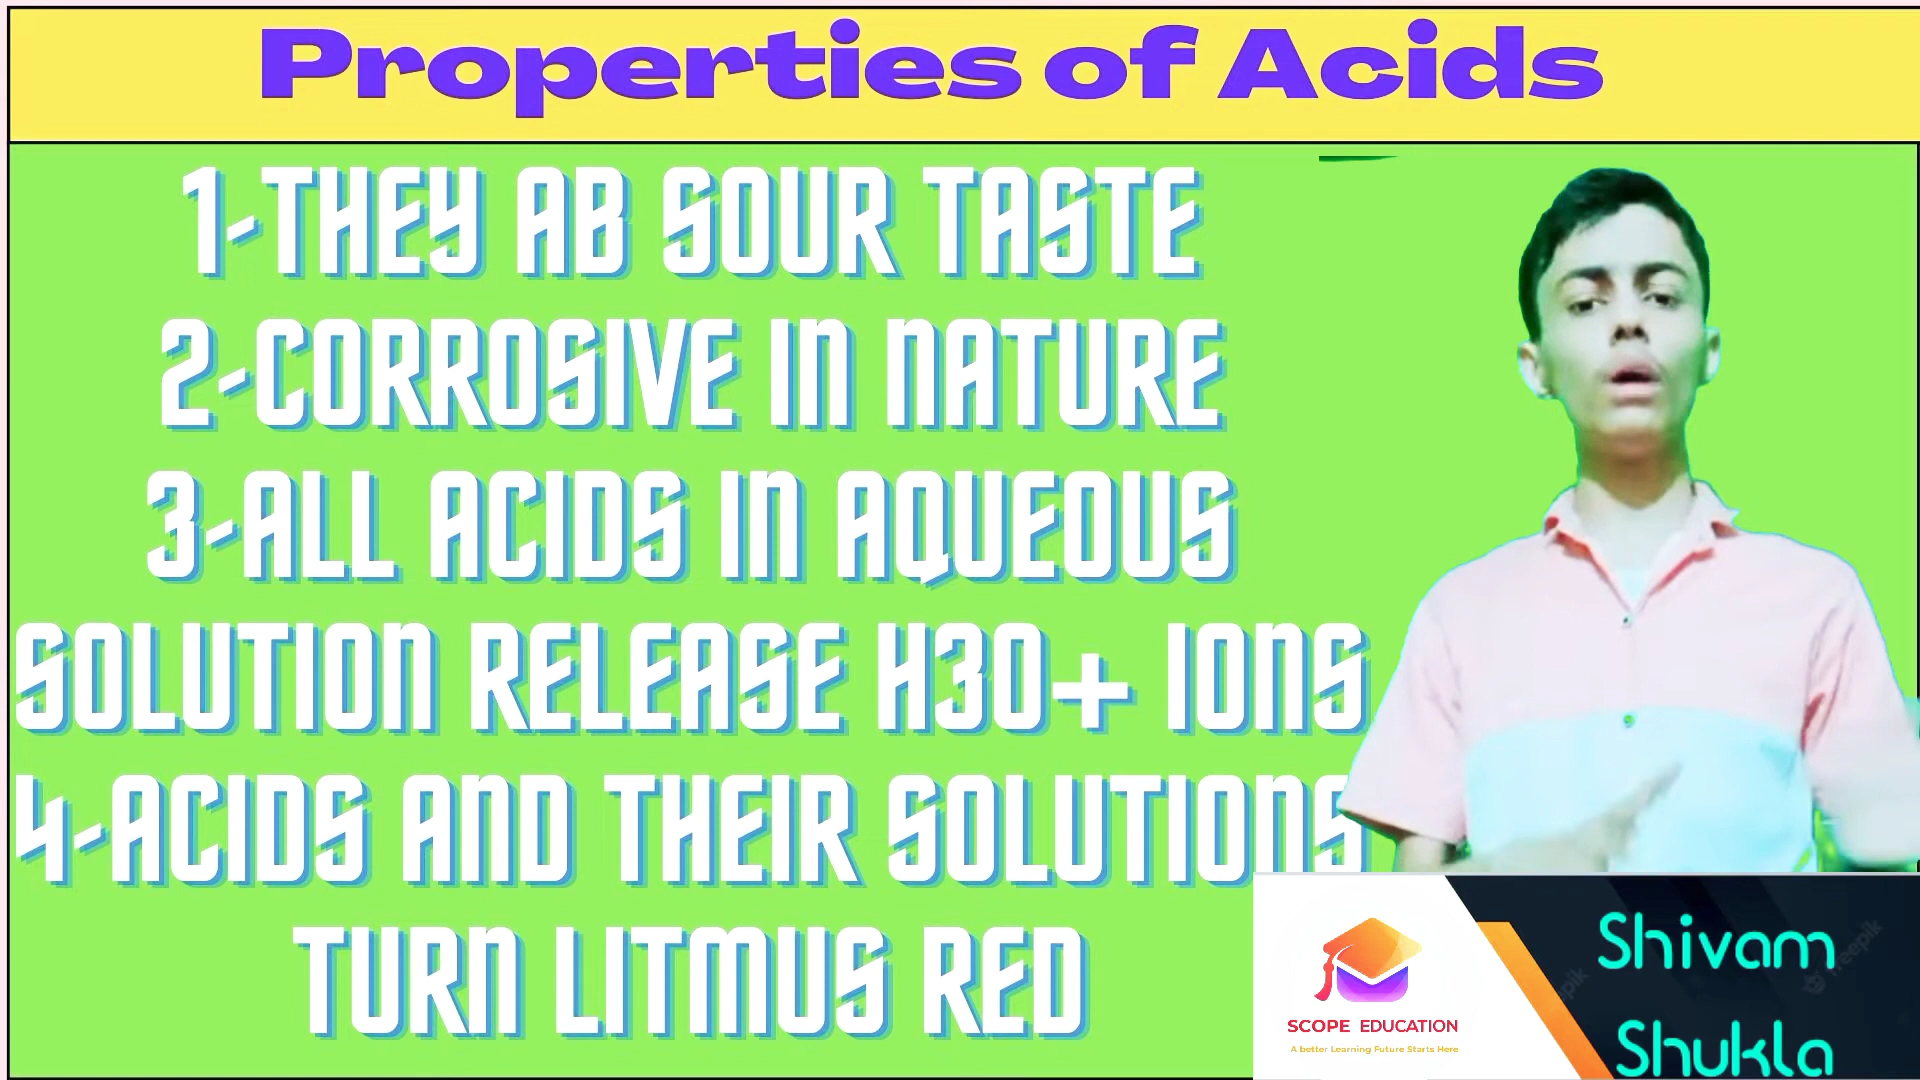 Properties of Acids
1-THEY AB SOUR TASTE
2-CORROSIVE IN NATURE
3-ALL ACIDS IN AQUEOUS
SOLUTION RELEASE H3O+ IONS
4-ACIDS AND THEIR SOLUTIONS
TURN LITMUS RED
SCOPE EDUCATION
A better Learning Future Starts Here
Shivam
Shukla
freepik
pik